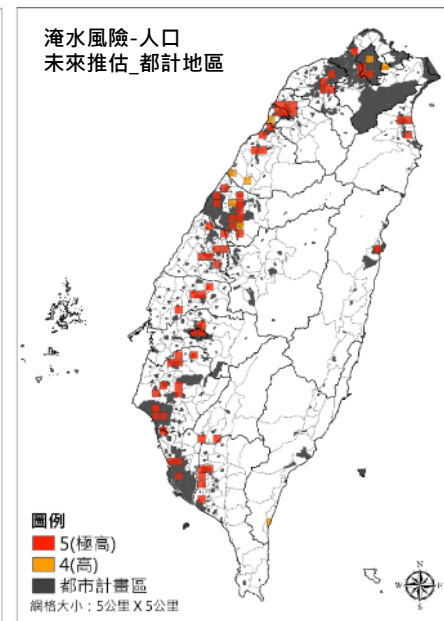 淹水風險-人口
未來推估_都計地區
圖例
5(極高)
4(高)
都市計畫區
網格大小：5公里 X 5公里
N
W
E
S